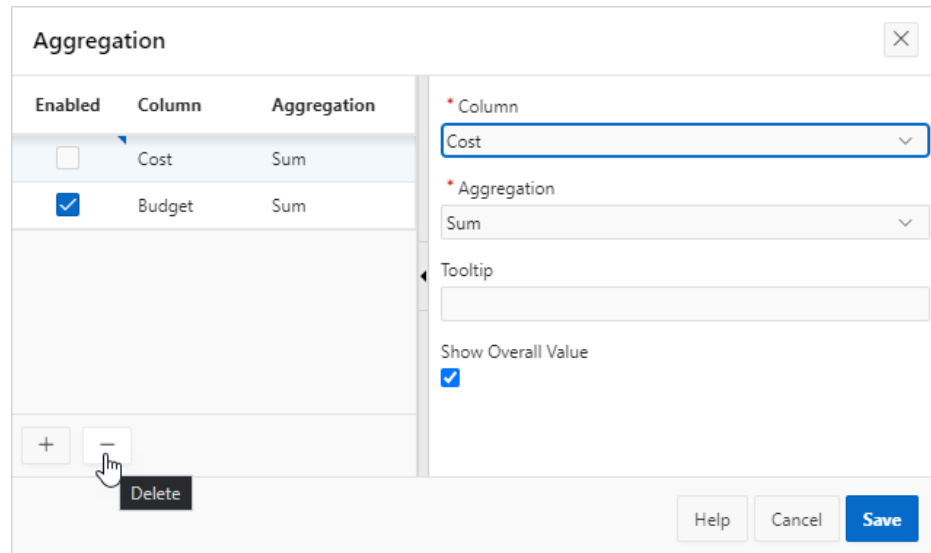 Aggregation
Enabled Column Aggregation
Cost Sum
Budget Sum
* Column
Cost
* Aggregation
Sum
Tooltip
Show Overall Value
Delete
Help Cancel Save